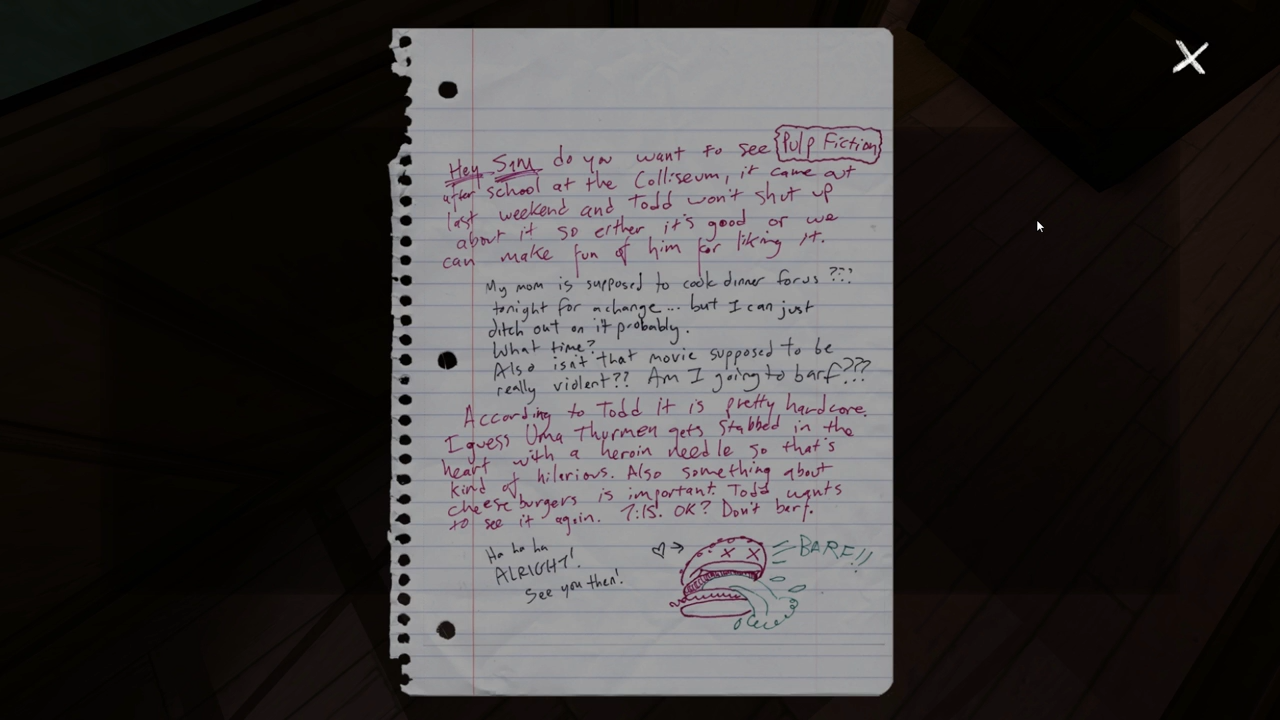 Hey Sam do you want to see Pulp Fiction
after school at the Colliseum, it came out
last weekend and Todd won't shut up
about it so either it's good or we
can make fun of him for liking it.
My mom is supposed to cook dinner for us ???
tonight for a change... but I can just
ditch out on it probably.
What time?
Also isn't that movie supposed to be
really violent?? Am I going to barf???
According to Todd it is pretty hardcore.
I guess Uma Thurmen gets stabbed in the
heart with a heroin needle so that's
kind of hilarious. Also something about
cheeseburgers is important. Todd wants
to see it again. 7:15. OK? Don't barf.
Ha ha ha
ALRIGHT!
See you then!
BARF!!